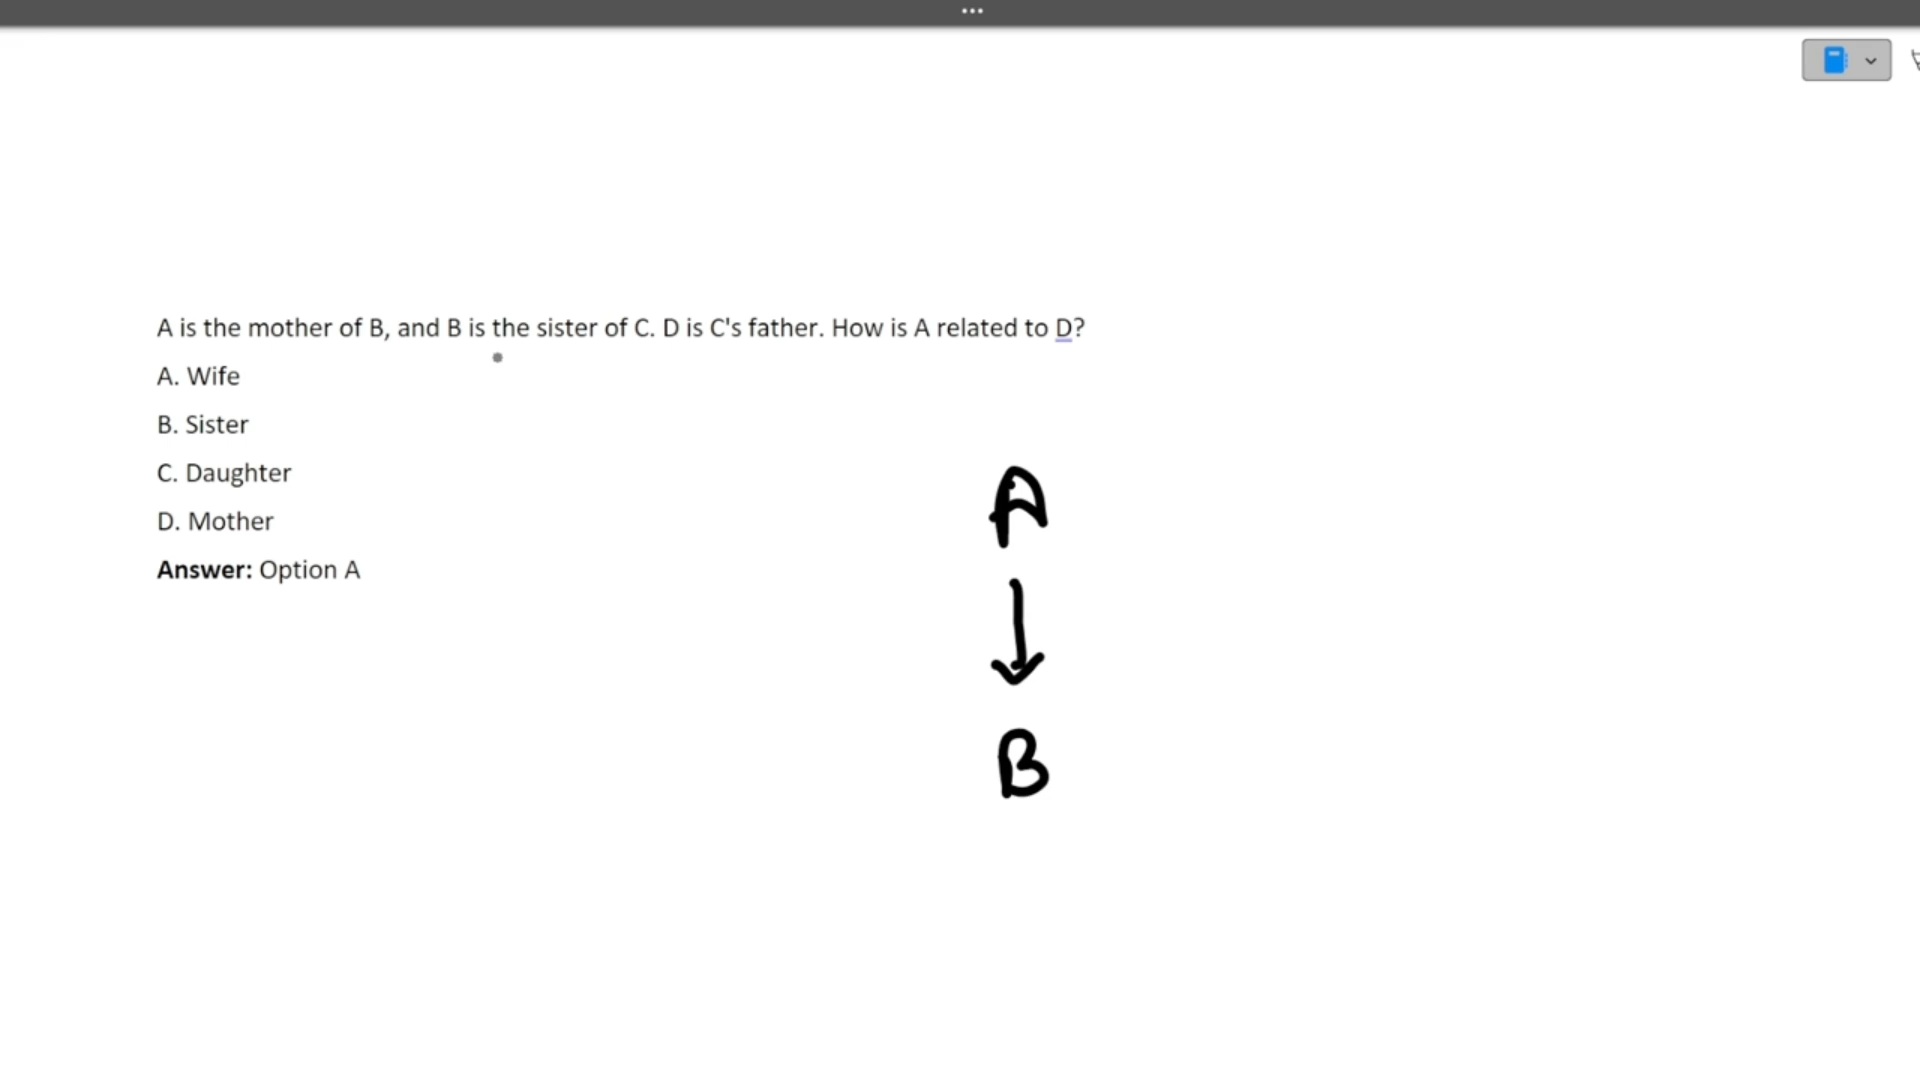 A is the mother of B, and B is the sister of C. D is C's father. How is A related to D?
A. Wife
B. Sister
C. Daughter
D. Mother
Answer: Option A
A
B